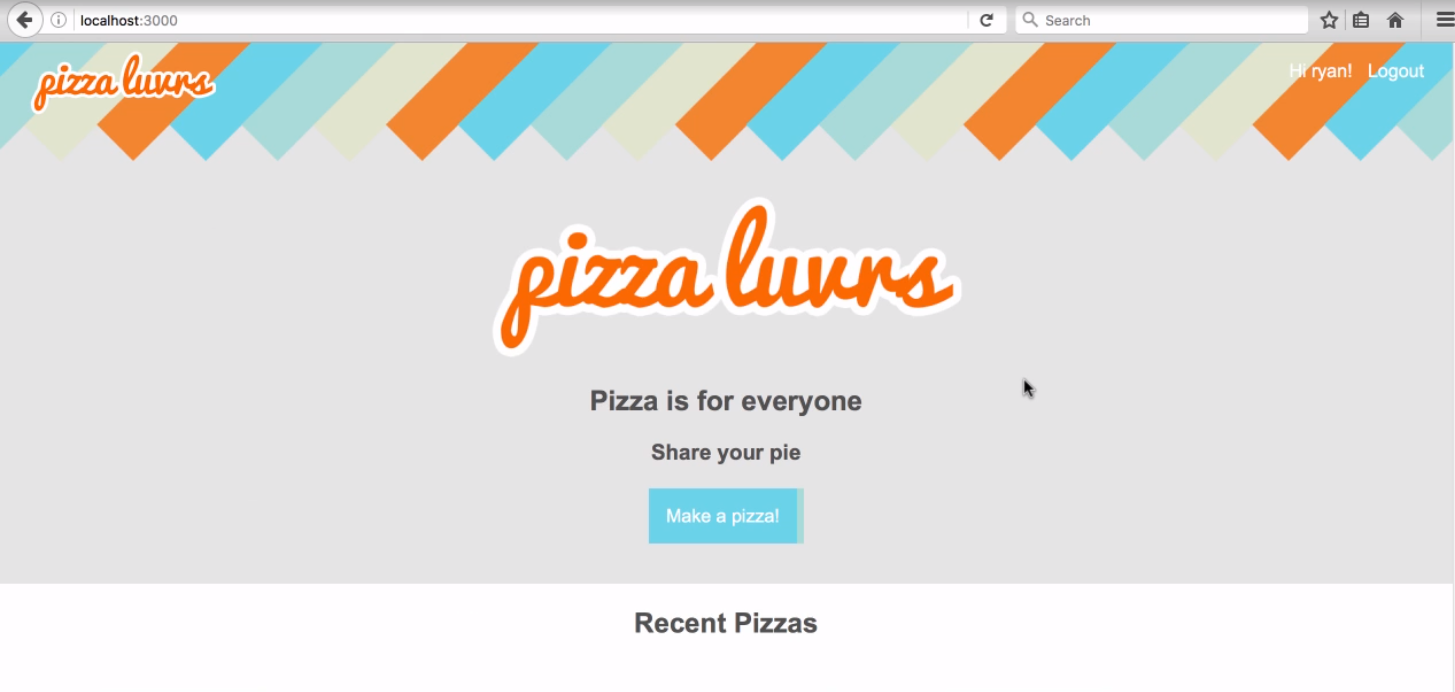 localhost:3000
Search
pizza luvrs
Hi ryan! Logout
pizza luvrs
Pizza is for everyone
Share your pie
Make a pizza!
Recent Pizzas